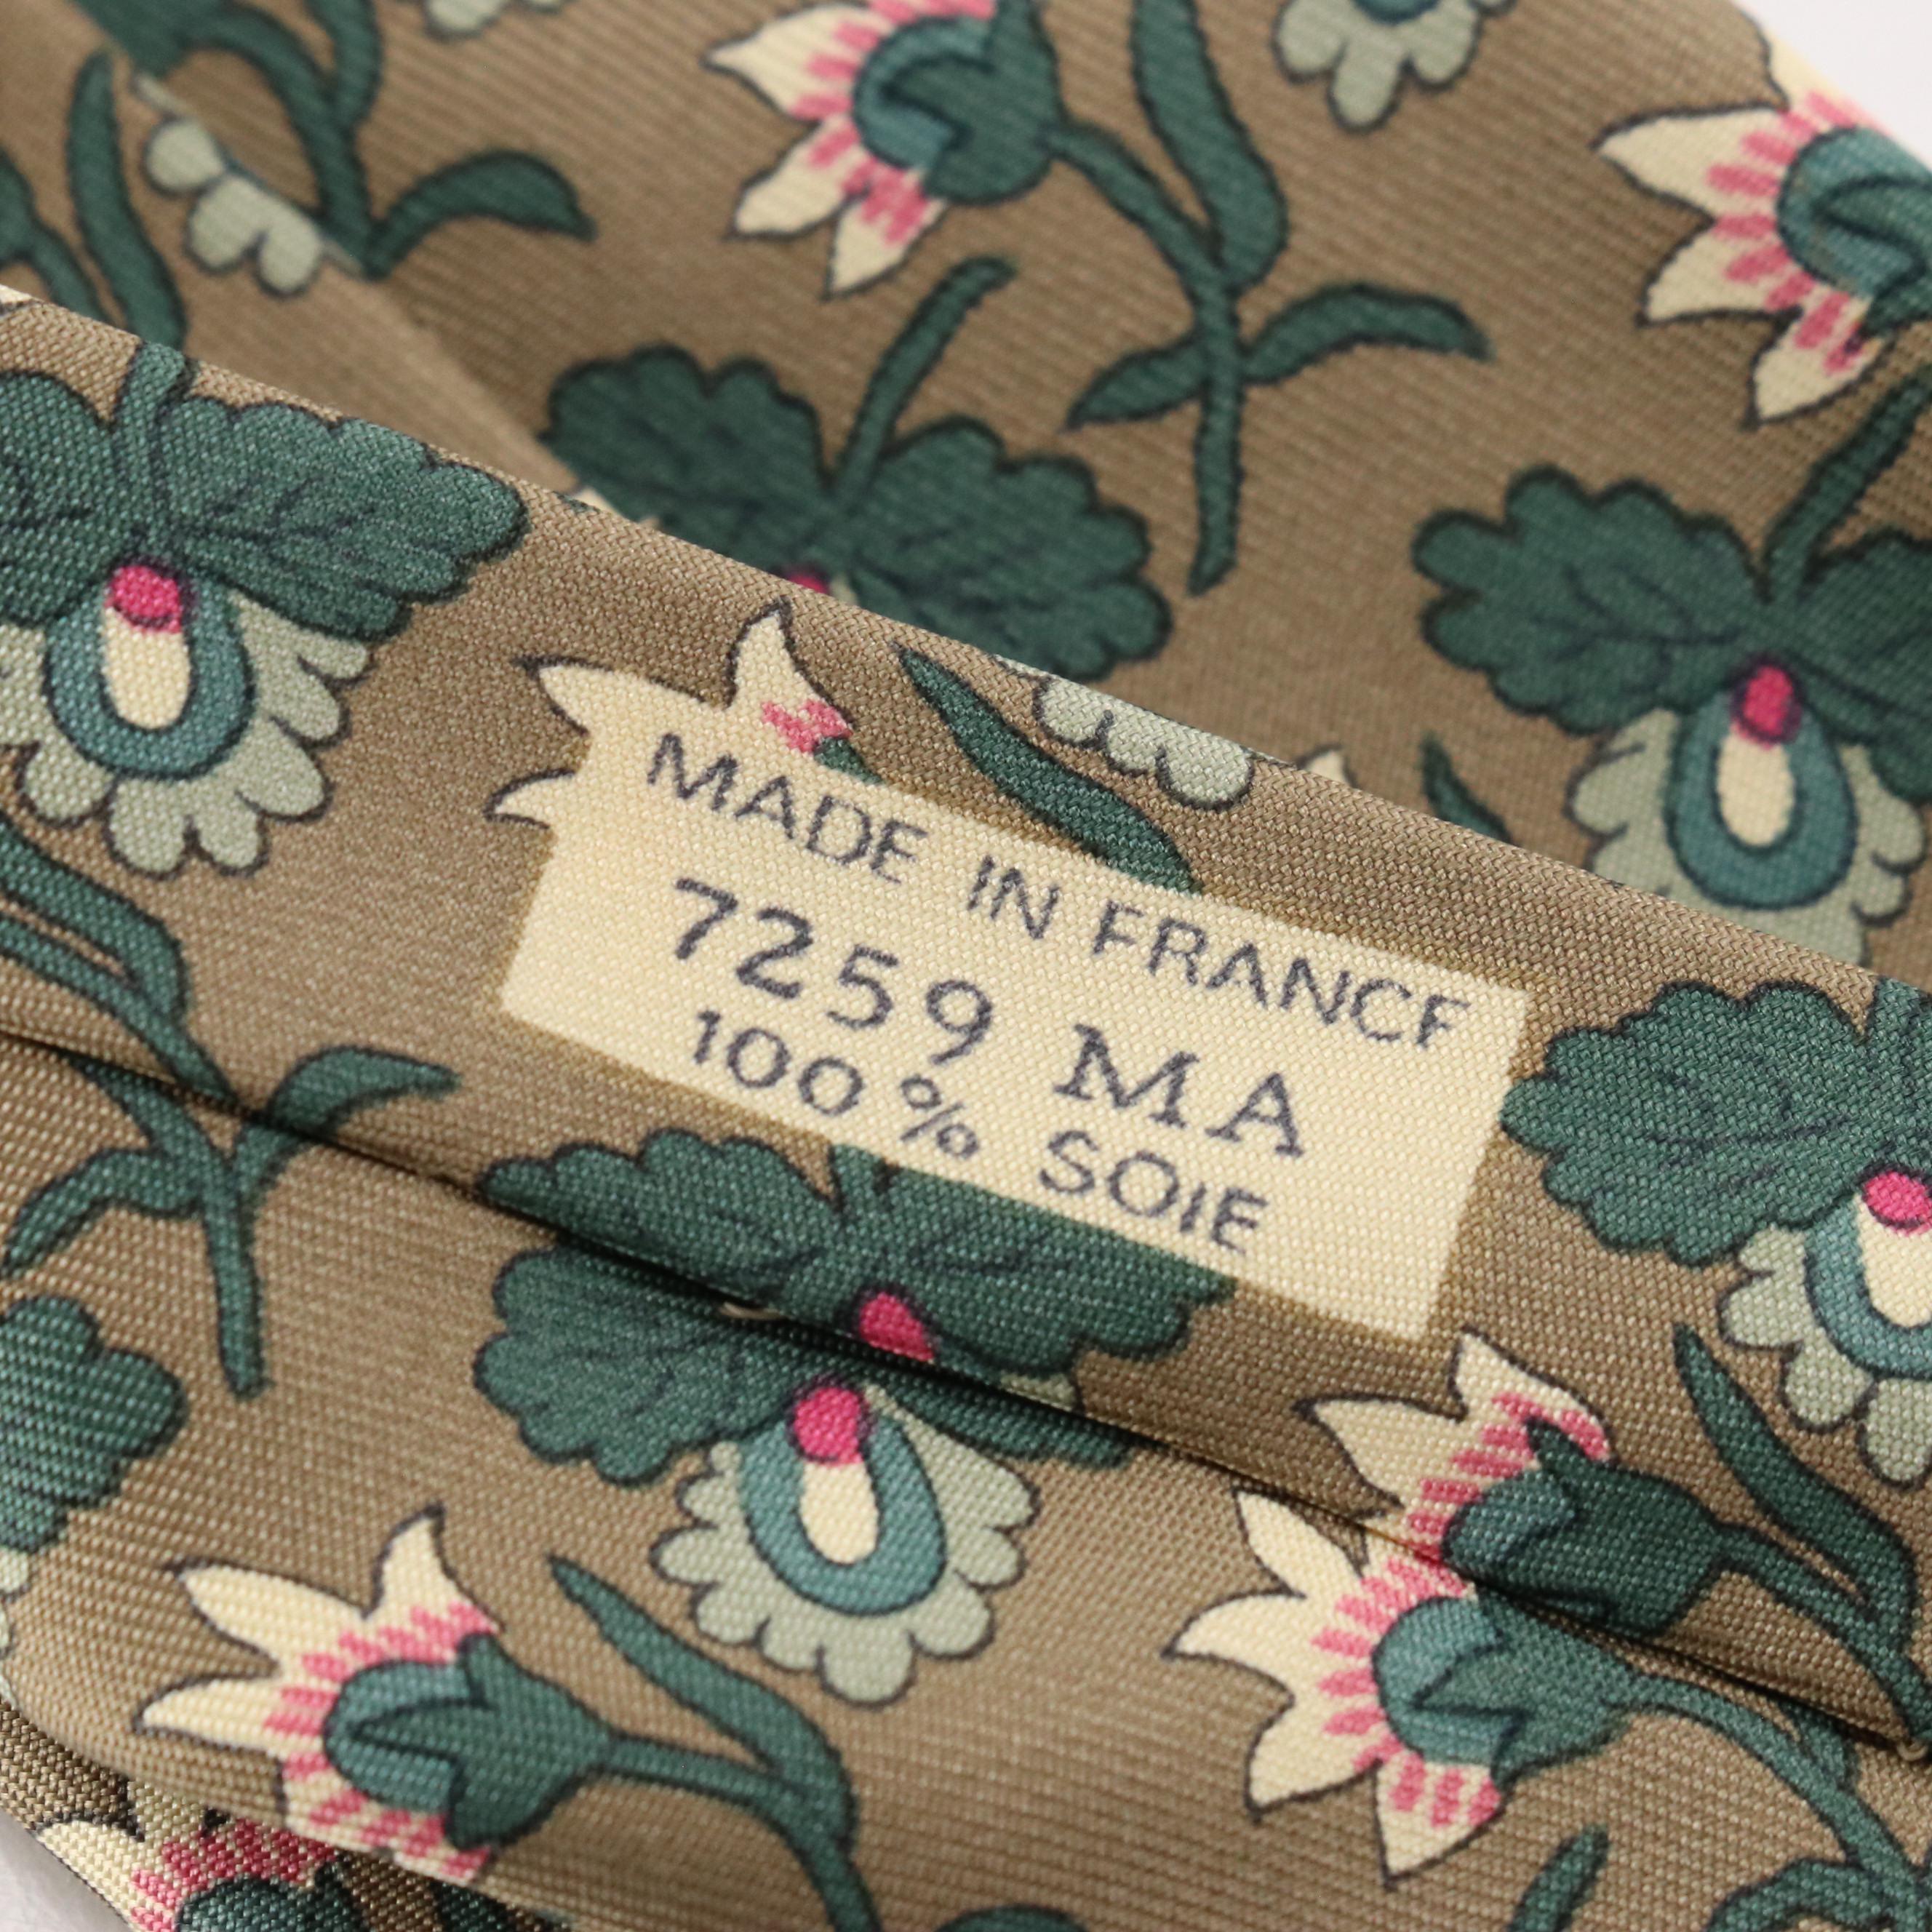 MADE IN FRANCE
7259 MA
100% SOIE